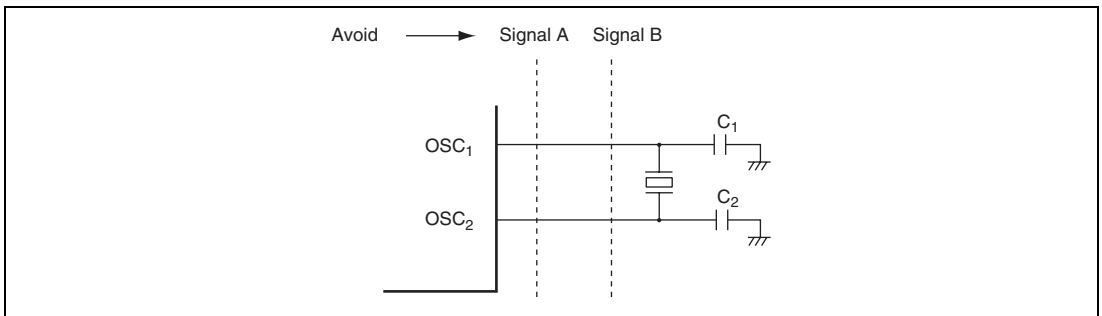 Avoid Signal A Signal B
C₁
OSC₁
C₂
OSC₂